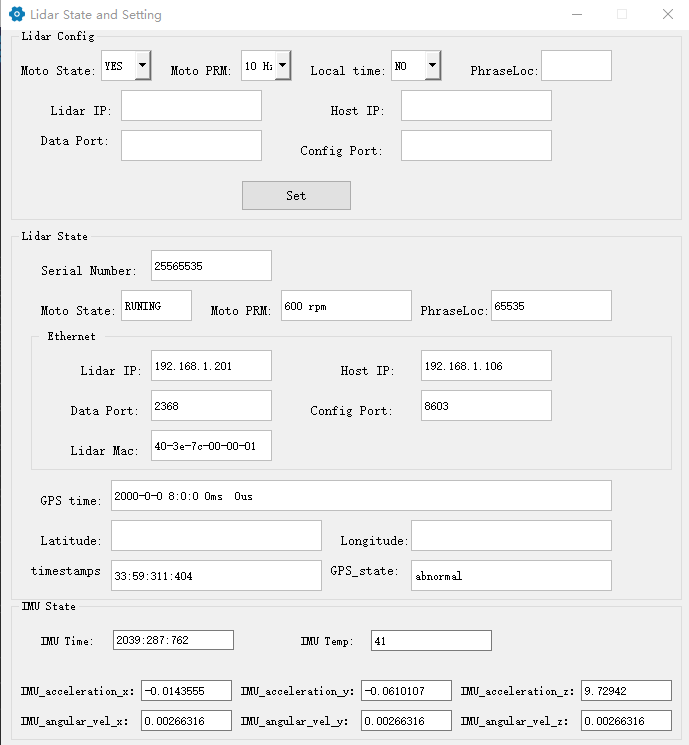 Lidar State and Setting
Lidar Config
Moto State: YES Moto PRM: 10 Hz Local time: NO PhraseLoc:
Lidar IP: Host IP:
Data Port: Config Port:
Set
Lidar State
Serial Number: 25565535
Moto State: RUNING Moto PRM: 600 rpm PhraseLoc: 65535
Ethernet
Lidar IP: 192.168.1.201 Host IP: 192.168.1.106
Data Port: 2368 Config Port: 8603
Lidar Mac: 40-3e-7c-00-00-01
GPS time: 2000-0-0 8:0:0 0ms 0us
Latitude: Longitude:
timestamps 33:59:311:404 GPS_state: abnormal
IMU State
IMU Time: 2039:287:762 IMU Temp: 41
IMU_acceleration_x: -0.0143555 IMU_acceleration_y: -0.0610107 IMU_acceleration_z: 9.72942
IMU_angular_vel_x: 0.00266316 IMU_angular_vel_y: 0.00266316 IMU_angular_vel_z: 0.00266316